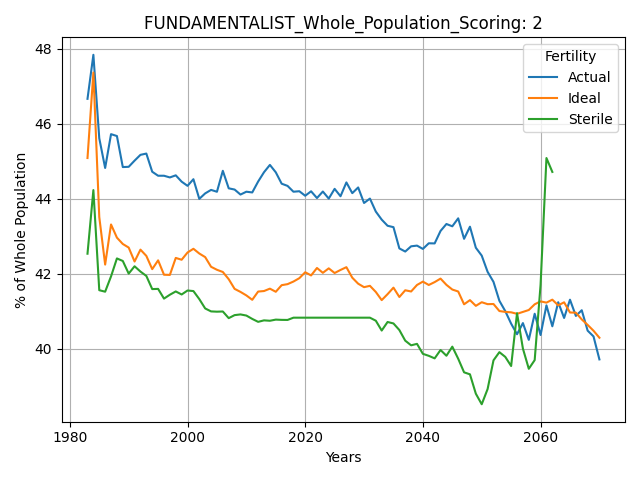 FUNDAMENTALIST_Whole_Population_Scoring: 2
Fertility
Actual
Ideal
Sterile
% of Whole Population
48
46
44
42
40
1980
2000
2020
2040
2060
Years